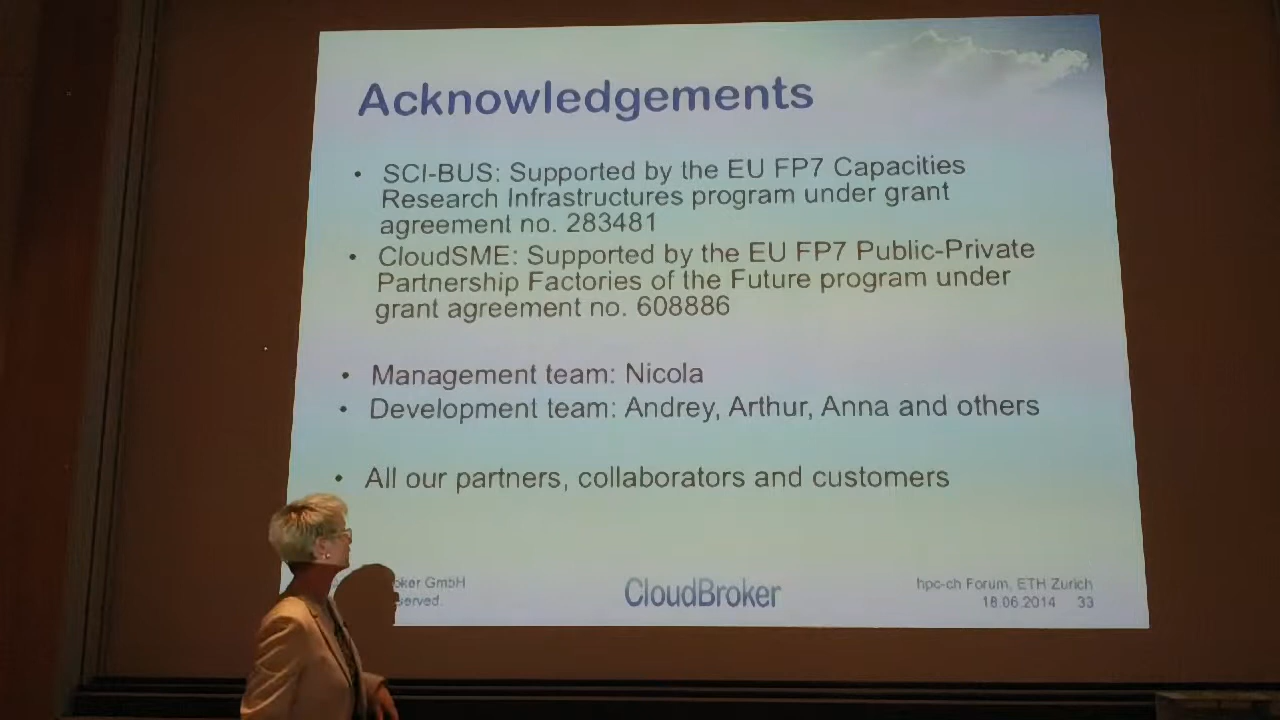 Acknowledgements
• SCI-BUS: Supported by the EU FP7 Capacities
Research Infrastructures program under grant
agreement no. 283481
• CloudSME: Supported by the EU FP7 Public-Private
Partnership Factories of the Future program under
grant agreement no. 608886
• Management team: Nicola
• Development team: Andrey, Arthur, Anna and others
• All our partners, collaborators and customers
GmbH
CloudBroker
hpc-ch Forum, ETH Zurich
18.06.2014 33